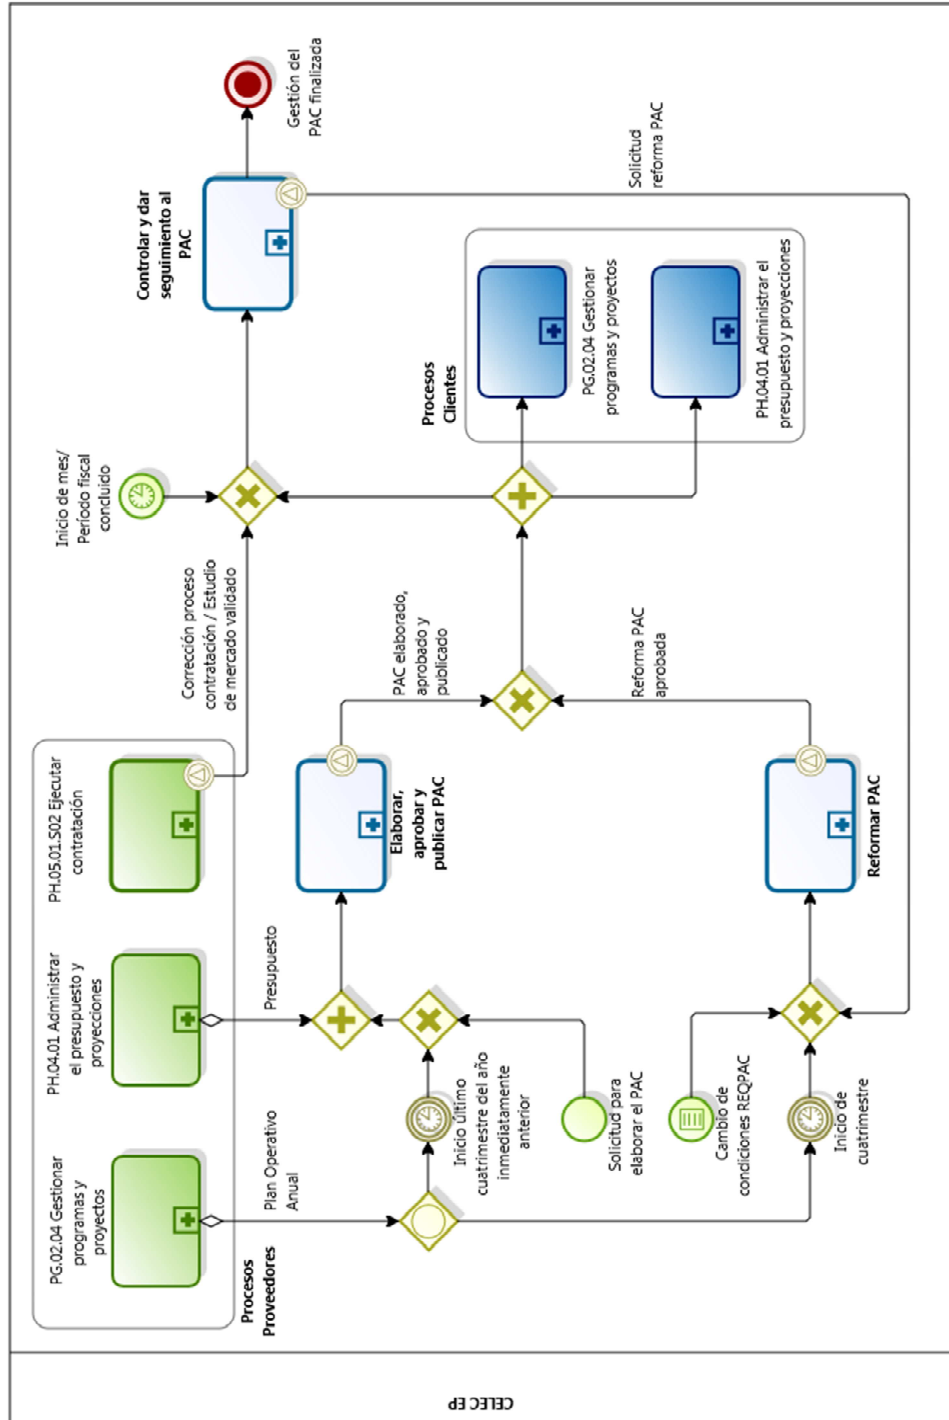 CELEC EP
Procesos
Proveedores
PG.02.04 Gestionar
programas y
proyectos
PH.04.01 Administrar
el presupuesto y
proyecciones
PH.05.01.S02 Ejecutar
contratación
Plan Operativo
Anual
Presupuesto
Corrección proceso
contratación / Estudio
de mercado validado
Inicio de mes/
Período fiscal
concluido
Controlar y dar
seguimiento al
PAC
Gestión del
PAC finalizada
Inicio último
cuatrimestre del año
inmediatamente
anterior
Solicitud para
elaborar el PAC
Elaborar,
aprobar y
publicar PAC
PAC elaborado,
aprobado y
publicado
Procesos
Clientes
PG.02.04 Gestionar
programas y proyectos
PH.04.01 Administrar el
presupuesto y proyecciones
Solicitud
reforma PAC
Cambio de
condiciones REQPAC
Inicio de
cuatrimestre
Reformar PAC
Reforma PAC
aprobada